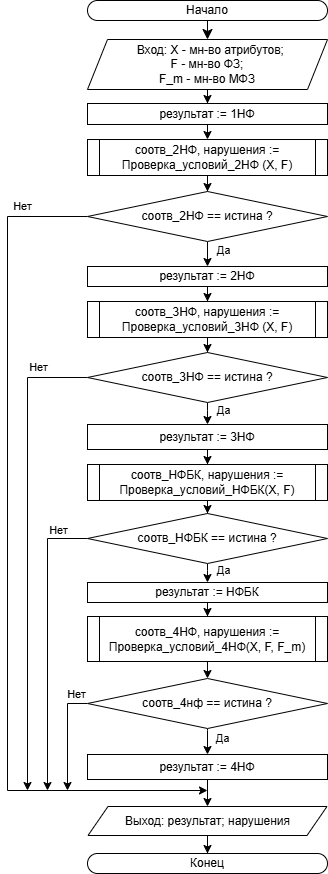 Начало
Вход: X - мн-во атрибутов;
F - мн-во ФЗ;
F_m - мн-во МФЗ
результат := 1НФ
соотв_2НФ, нарушения :=
Проверка_условий_2НФ (X, F)
соотв_2НФ == истина ?
Нет
Да
результат := 2НФ
соотв_3НФ, нарушения :=
Проверка_условий_3НФ (X, F)
соотв_3НФ == истина ?
Нет
Да
результат := 3НФ
соотв_НФБК, нарушения :=
Проверка_условий_НФБК(X, F)
соотв_НФБК == истина ?
Нет
Да
результат := НФБК
соотв_4НФ, нарушения :=
Проверка_условий_4НФ(X, F, F_m)
соотв_4нф == истина ?
Нет
Да
результат := 4НФ
Выход: результат; нарушения
Конец